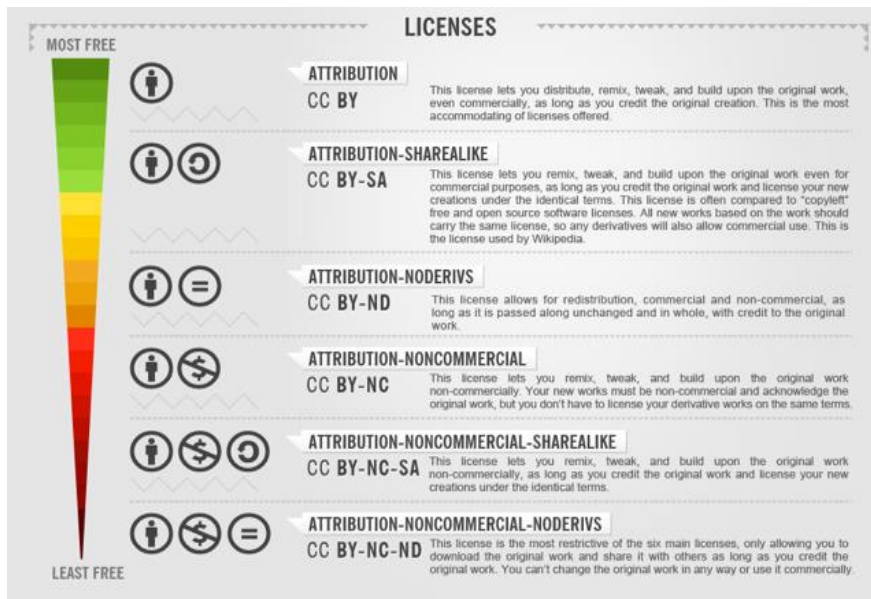 LICENSES
MOST FREE
ATTRIBUTION
CC BY
This license lets you distribute, remix, tweak, and build upon the original work,
even commercially, as long as you credit the original creation. This is the most
accommodating of licenses offered.
ATTRIBUTION-SHAREALIKE
CC BY-SA
This license lets you remix, tweak, and build upon the original work even for
commercial purposes, as long as you credit the original work and license your new
creations under the identical terms. This license is often compared to "copyleft"
free and open source software licenses. All new works based on the work should
carry the same license, so any derivatives will also allow commercial use. This is
the license used by Wikipedia.
ATTRIBUTION-NODERIVS
CC BY-ND
This license allows for redistribution, commercial and non-commercial, as
long as it is passed along unchanged and in whole, with credit to the original
work.
ATTRIBUTION-NONCOMMERCIAL
CC BY-NC
This license lets you remix, tweak, and build upon the original work
non-commercially. Your new works must be non-commercial and acknowledge the
original work, but you don't have to license your derivative works on the same terms.
ATTRIBUTION-NONCOMMERCIAL-SHAREALIKE
CC BY-NC-SA
This license lets you remix, tweak, and build upon the original work
non-commercially, as long as you credit the original work and license your new
creations under the identical terms.
ATTRIBUTION-NONCOMMERCIAL-NODERIVS
CC BY-NC-ND
This license is the most restrictive of the six main licenses, only allowing you to
download the original work and share it with others as long as you credit the
original work. You can't change the original work in any way or use it commercially.
LEAST FREE